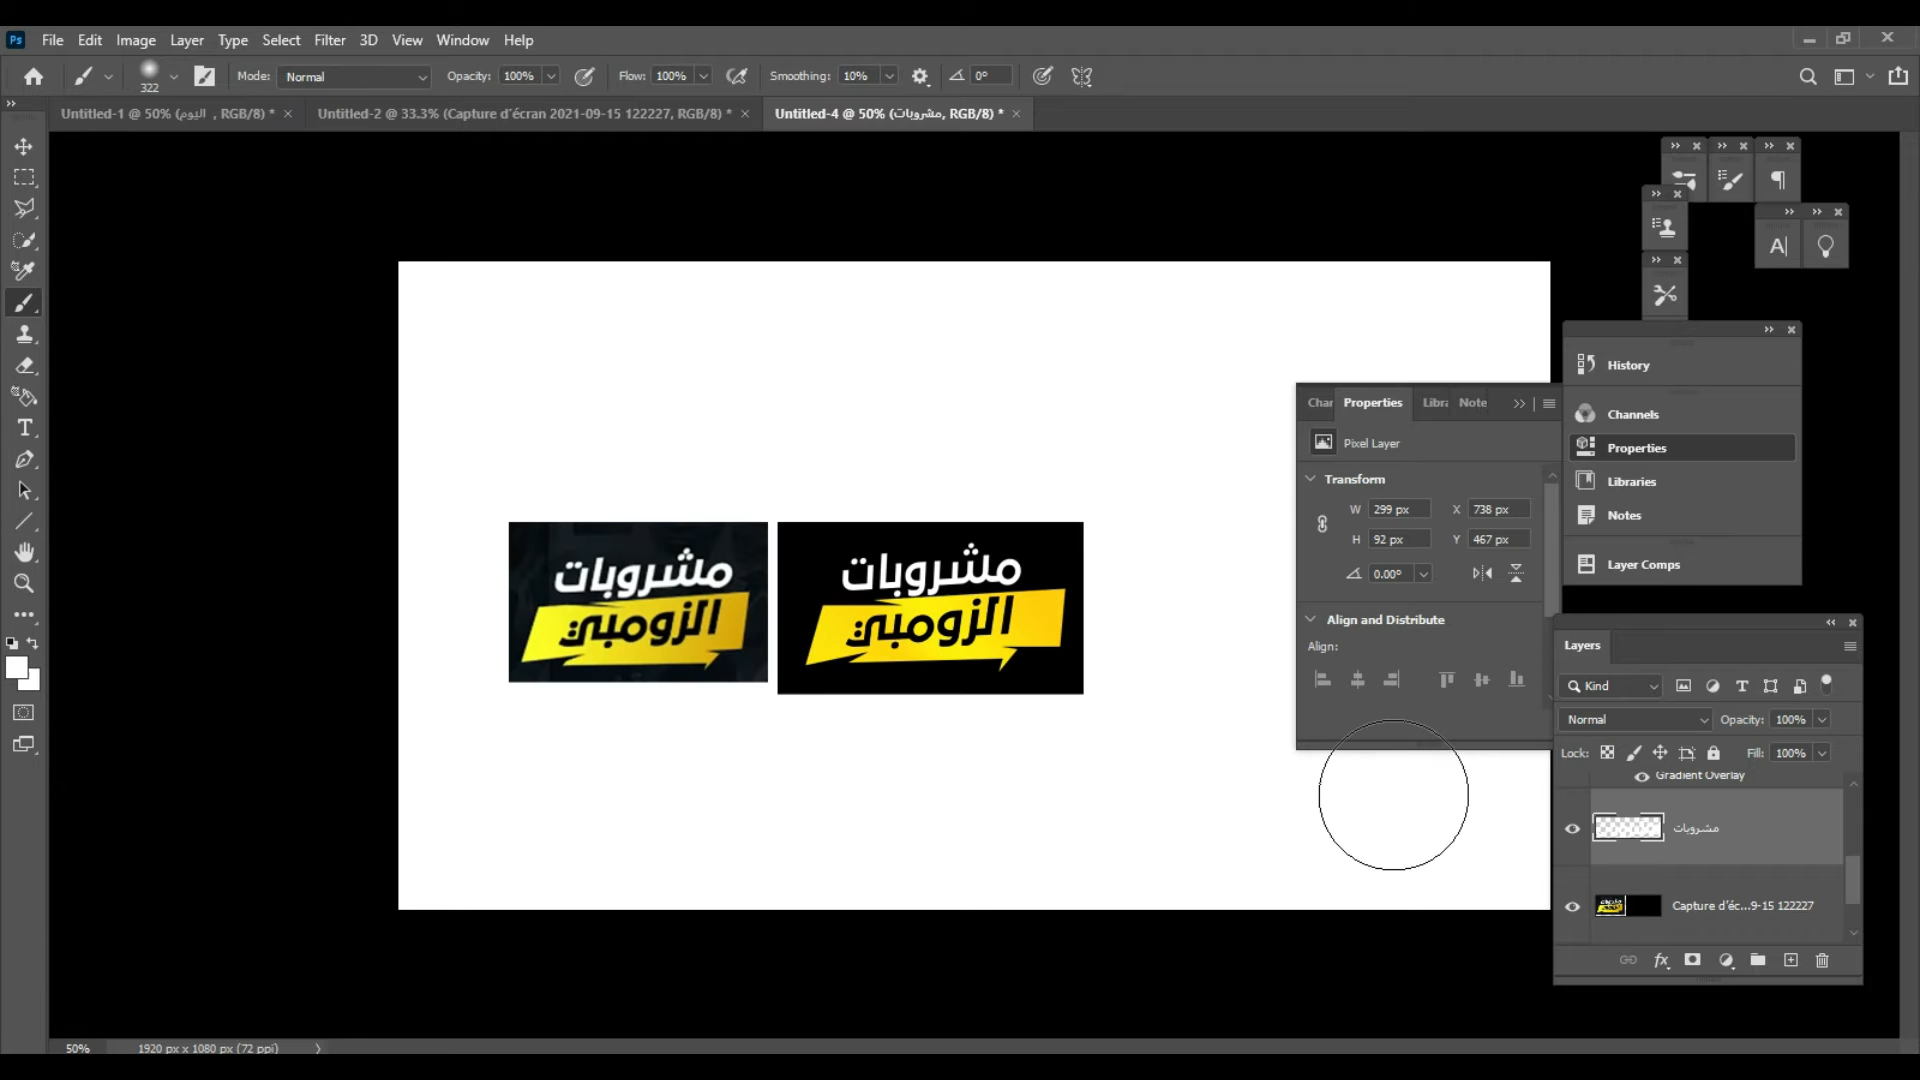 Ps File Edit Image Layer Type Select Filter 3D View Window Help
322 Mode: Normal Opacity: 100% Flow: 100% Smoothing: 10% 0°
Untitled-1 @ 50% (اليوم , RGB/8) * × Untitled-2 @ 33.3% (Capture d'écran 2021-09-15 122227, RGB/8) * × Untitled-4 @ 50% (مشروبات, RGB/8) * ×
مشروبات
الزومبي
مشروبات
الزومبي
A|
History
Channels
Properties
Libraries
Notes
Layer Comps
Char Properties Libra Note
Pixel Layer
Transform
W 299 px X 738 px
H 92 px Y 467 px
0.00°
Align and Distribute
Align:
Layers
Kind
Normal Opacity: 100%
Lock: Fill: 100%
Gradient Overlay
مشروبات
Capture d'éc...9-15 122227
fx
50% 1920 px x 1080 px (72 ppi)